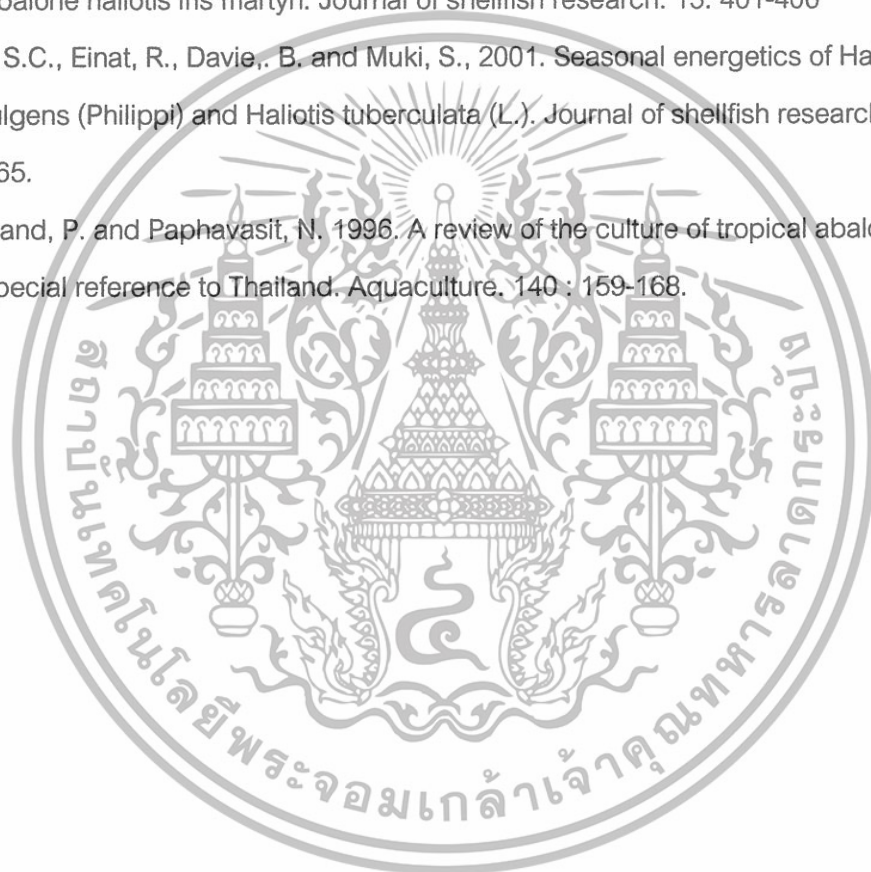 balone haliotis iris martyn. Journal of shellfish research. 15: 401-406
S.C., Einat, R., Davie,. B. and Muki, S., 2001. Seasonal energetics of Ha
lgens (Philippi) and Haliotis tuberculata (L.). Journal of shellfish research
65.
and, P. and Paphavasit, N. 1996. A review of the culture of tropical abalo
pecial reference to Thailand. Aquaculture. 140 : 159-168.
สถาบันเทคโนโลยีพระจอมเกล้าเจ้าคุณทหารลาดกระบัง